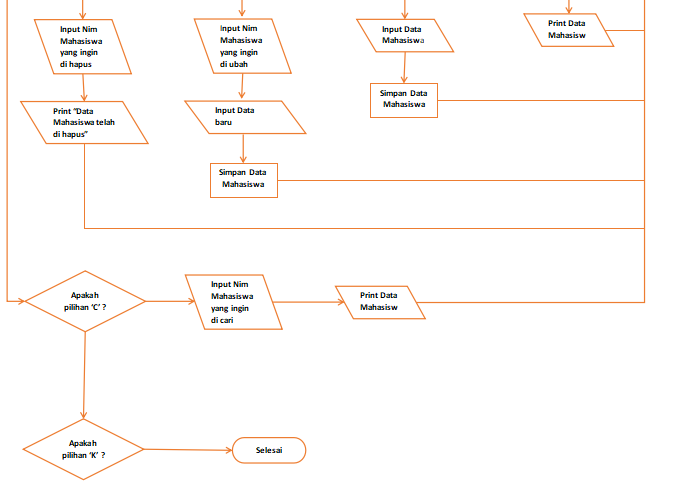 Input Nim
Mahasiswa
yang ingin
di hapus
Input Nim
Mahasiswa
yang ingin
di ubah
Input Data
Mahasiswa
Print Data
Mahasisw
Print "Data
Mahasiswa telah
di hapus"
Input Data
baru
Simpan Data
Mahasiswa
Simpan Data
Mahasiswa
Apakah
pilihan 'C' ?
Input Nim
Mahasiswa
yang ingin
di cari
Print Data
Mahasisw
Apakah
pilihan 'K' ?
Selesai